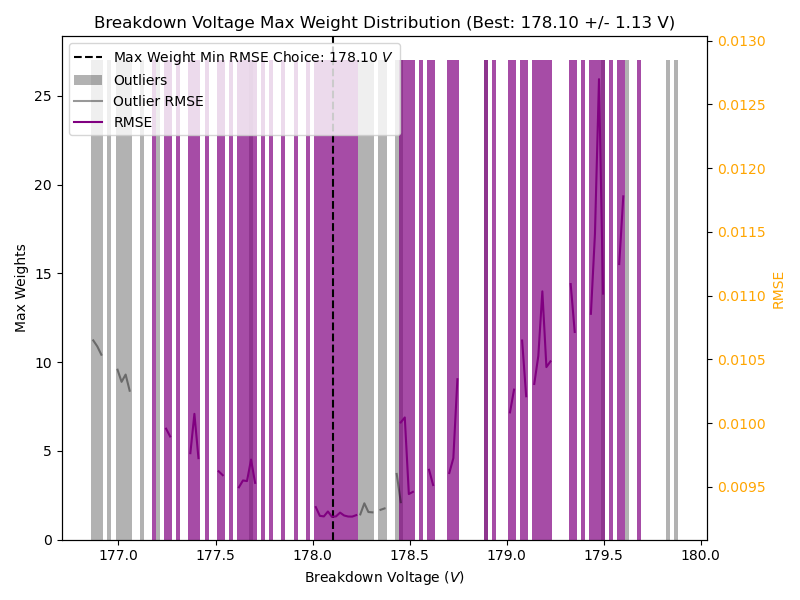 Breakdown Voltage Max Weight Distribution (Best: 178.10 +/- 1.13 V)
Max Weight Min RMSE Choice: 178.10 V
Outliers
Outlier RMSE
RMSE
Max Weights
0
5
10
15
20
25
0.0095
0.0100
0.0105
0.0110
0.0115
0.0120
0.0125
0.0130
RMSE
177.0
177.5
178.0
178.5
179.0
179.5
180.0
Breakdown Voltage (V)